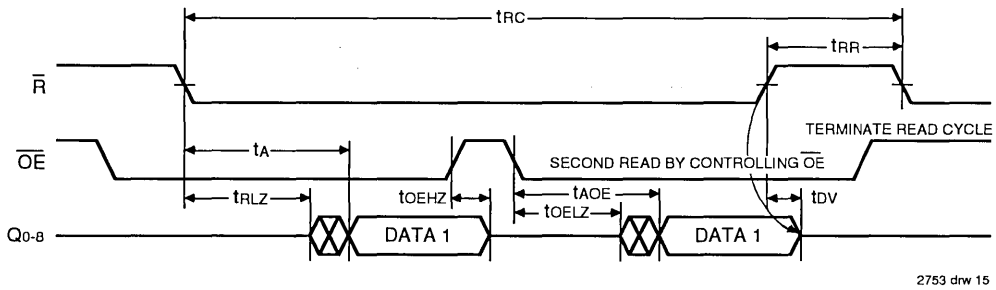 tRC
tRR
R
TERMINATE READ CYCLE
OE
tA
SECOND READ BY CONTROLLING OE
tRLZ
tOEHZ
tAOE
tOELZ
tDV
Q0-8
DATA 1
DATA 1
2753 drw 15